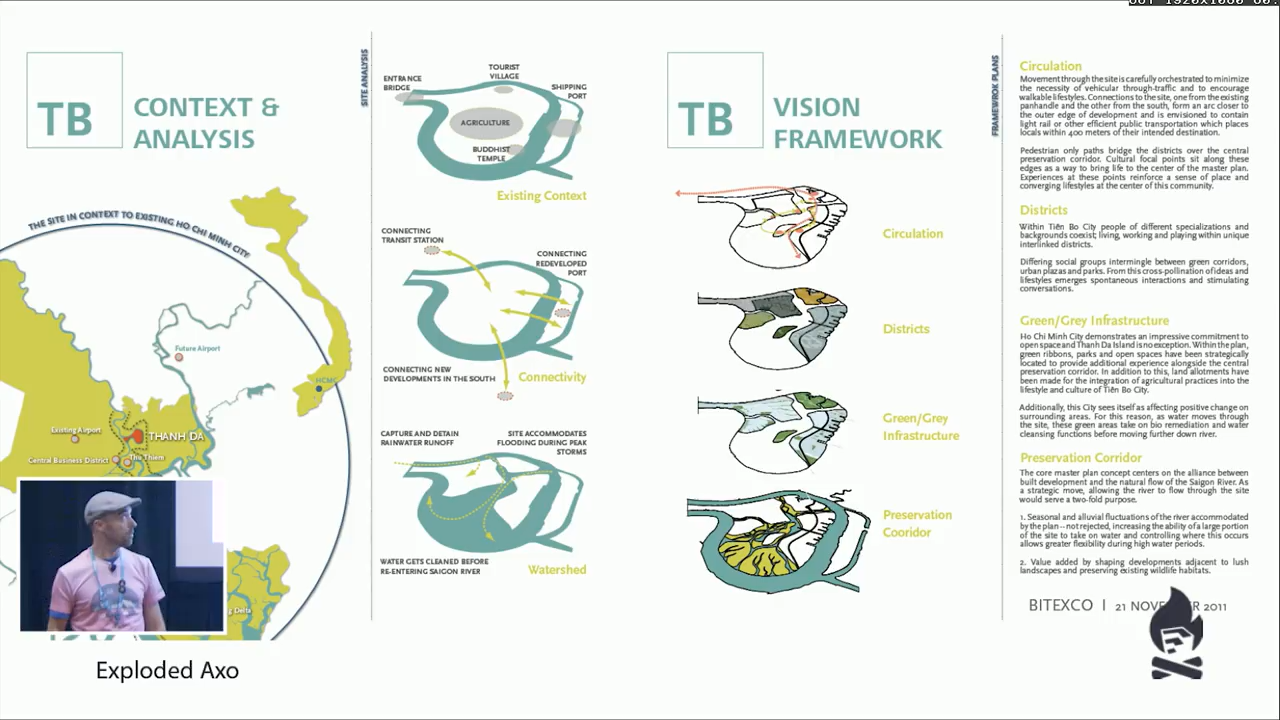 TB
CONTEXT &
ANALYSIS
THE SITE IN CONTEXT TO EXISTING HO CHI MINH CITY
Future Airport
HCMC
Existing Airport
THANH DA
Central Business District
Thu Thiem
g Delta
Exploded Axo
SITE ANALYSIS
ENTRANCE
BRIDGE
TOURIST
VILLAGE
SHIPPING
PORT
AGRICULTURE
BUDDHIST
TEMPLE
Existing Context
CONNECTING
TRANSIT STATION
CONNECTING
REDEVELOPED
PORT
CONNECTING NEW
DEVELOPMENTS IN THE SOUTH
Connectivity
CAPTURE AND DETAIN
RAINWATER RUNOFF
SITE ACCOMMODATES
FLOODING DURING PEAK
STORMS
WATER GETS CLEANED BEFORE
RE-ENTERING SAIGON RIVER
Watershed
TB
VISION
FRAMEWORK
Circulation
Districts
Green/Grey
Infrastructure
Preservation
Cooridor
FRAMEWROK PLANS
Circulation
Movement through the site is carefully orchestrated to minimize
the necessity of vehicular through-traffic and to encourage
walkable lifestyles. Connections to the site, one from the existing
panhandle and the other from the south, form an arc closer to
the outer edge of development and is envisioned to contain
light rail or other efficient public transportation which places
locals within 400 meters of their intended destination.
Pedestrian only paths bridge the districts over the central
preservation corridor. Cultural focal points sit along these
edges as a way to bring life to the center of the master plan.
Experiences at these points reinforce a sense of place and
converging lifestyles at the center of this community.
Districts
Within Tiến Bo City people of different specializations and
backgrounds coexist; living, working and playing within unique
interlinked districts.
Differing social groups intermingle between green corridors,
urban plazas and parks. From this cross-pollination of ideas and
lifestyles emerges spontaneous interactions and stimulating
conversations.
Green/Grey Infrastructure
Ho Chi Minh City demonstrates an impressive commitment to
open space and Thanh Da Island is no exception. Within the plan,
green ribbons, parks and open spaces have been strategically
located to provide additional experience alongside the central
preservation corridor. In addition to this, land allotments have
been made for the integration of agricultural practices into the
lifestyle and culture of Tiến Bo City.
Additionally, this City sees itself as affecting positive change on
surrounding areas. For this reason, as water moves through
the site, these green areas take on bio remediation and water
cleansing functions before moving further down river.
Preservation Corridor
The core master plan concept centers on the alliance between
built development and the natural flow of the Saigon River. As
a strategic move, allowing the river to flow through the site
would serve a two-fold purpose.
1. Seasonal and alluvial fluctuations of the river accommodated
by the plan -- not rejected, increasing the ability of a large portion
of the site to take on water and controlling where this occurs
allows greater flexibility during high water periods.
2. Value added by shaping developments adjacent to lush
landscapes and preserving existing wildlife habitats.
BITEXCO | 21 NOVEMBER 2011